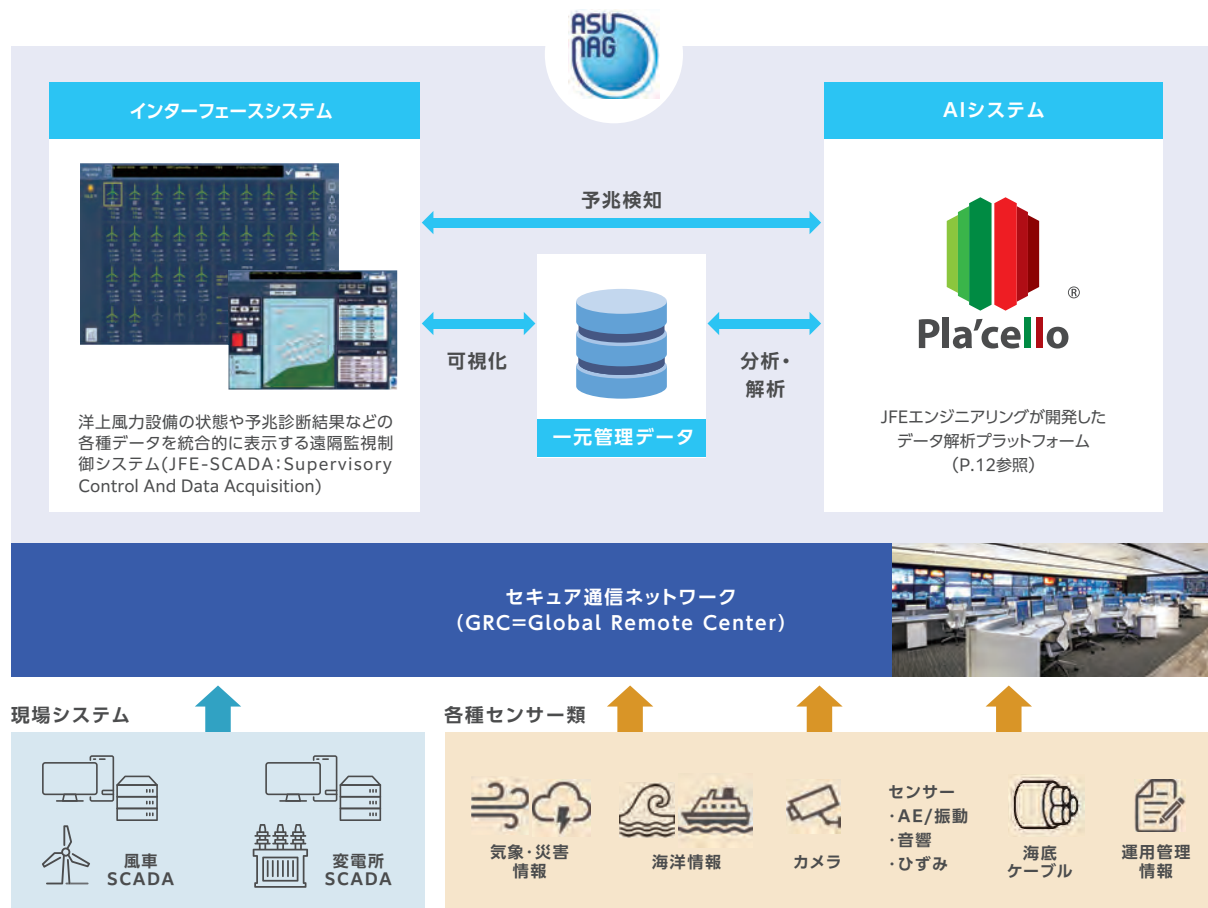 ASU
NAG
インターフェースシステム
AIシステム
予兆検知
可視化
分析・
解析
一元管理データ
Pla'cello
®
洋上風力設備の状態や予兆診断結果などの
各種データを統合的に表示する遠隔監視制
御システム(JFE-SCADA:Supervisory
Control And Data Acquisition)
JFEエンジニアリングが開発した
データ解析プラットフォーム
(P.12参照)
セキュア通信ネットワーク
(GRC=Global Remote Center)
現場システム
各種センサー類
風車
SCADA
変電所
SCADA
気象・災害
情報
海洋情報
カメラ
センサー
・AE/振動
・音響
・ひずみ
海底
ケーブル
運用管理
情報